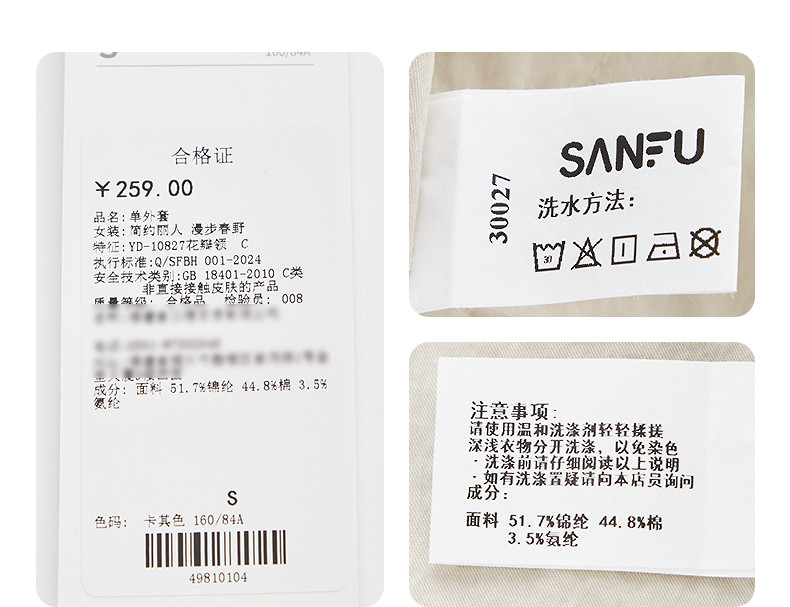 160/84A
合格证
￥259.00
品名:单外套
女装:简约丽人 漫步春野
特征:YD-10827花瓣领 C
执行标准:Q/SFBH 001-2024
安全技术类别:GB 18401-2010 C类
非直接接触皮肤的产品
质量等级: 合格品 检验员: 008
成分: 面料 51.7%锦纶 44.8%棉 3.5%
氨纶
S
色码: 卡其色 160/84A
49810104
SANFU
30027
洗水方法:
30
注意事项:
请使用温和洗涤剂轻轻揉搓
深浅衣物分开洗涤，以免染色
·洗涤前请仔细阅读以上说明
·如有洗涤置疑请向本店员询问
成分:
面料 51.7%锦纶 44.8%棉
3.5%氨纶